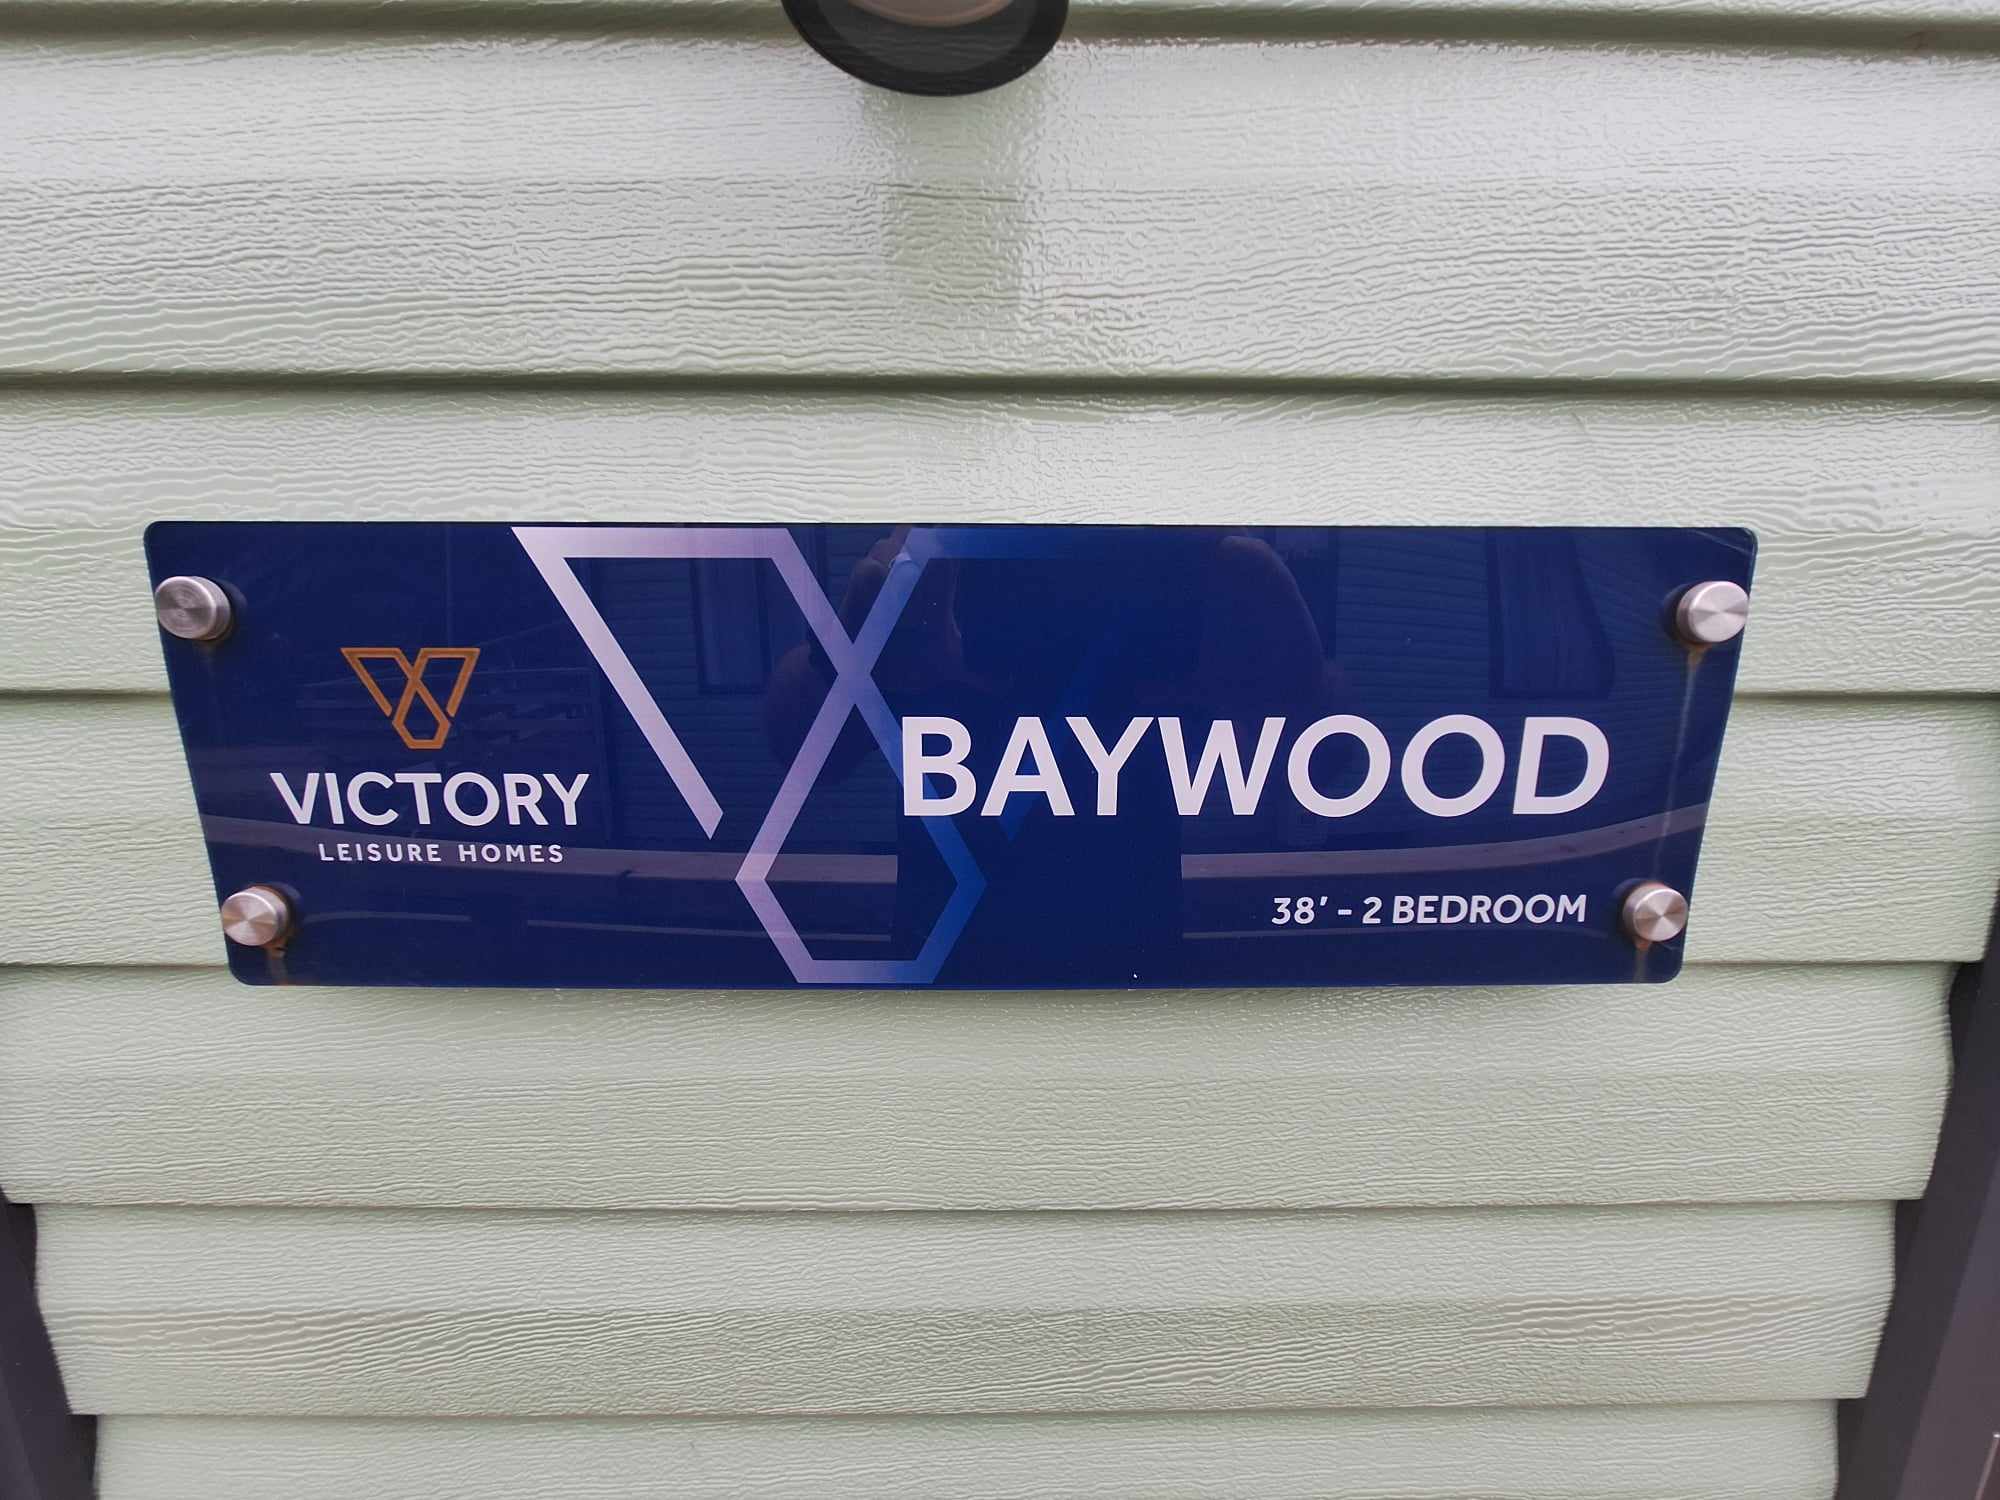 VICTORY
LEISURE HOMES
BAYWOOD
38' - 2 BEDROOM